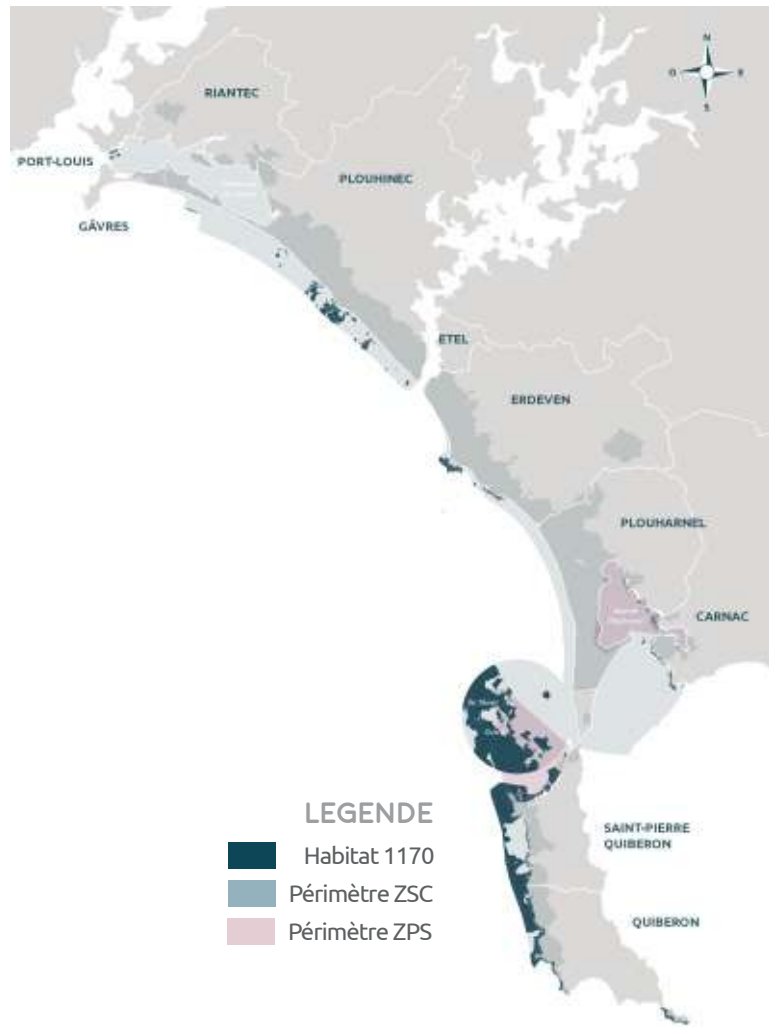 N
O
E
S
RIANTEC
PORT-LOUIS
PLOUHINEC
GÂVRES
ETEL
ERDEVEN
PLOUHARNEL
CARNAC
LEGENDE
Habitat 1170
Périmètre ZSC
Périmètre ZPS
SAINT-PIERRE
QUIBERON
QUIBERON